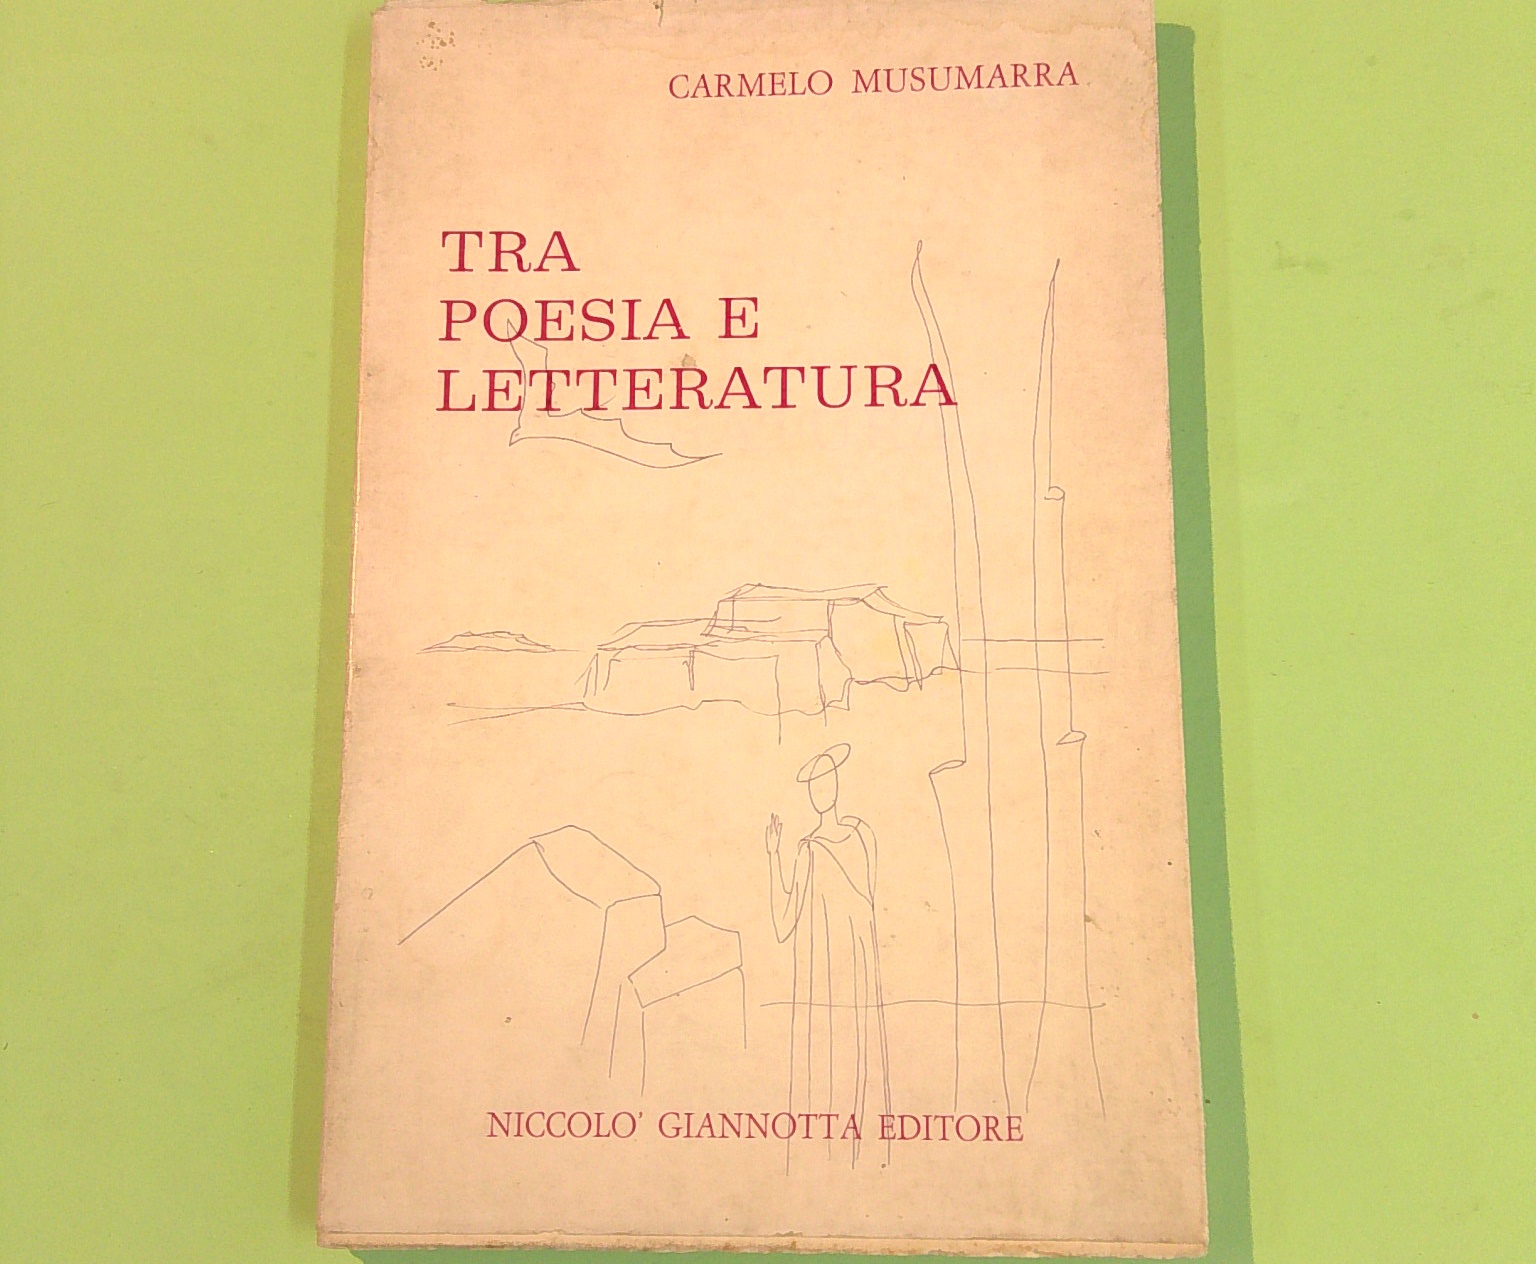 CARMELO MUSUMARRA
TRA
POESIA E
LETTERATURA
NICCOLO' GIANNOTTA EDITORE